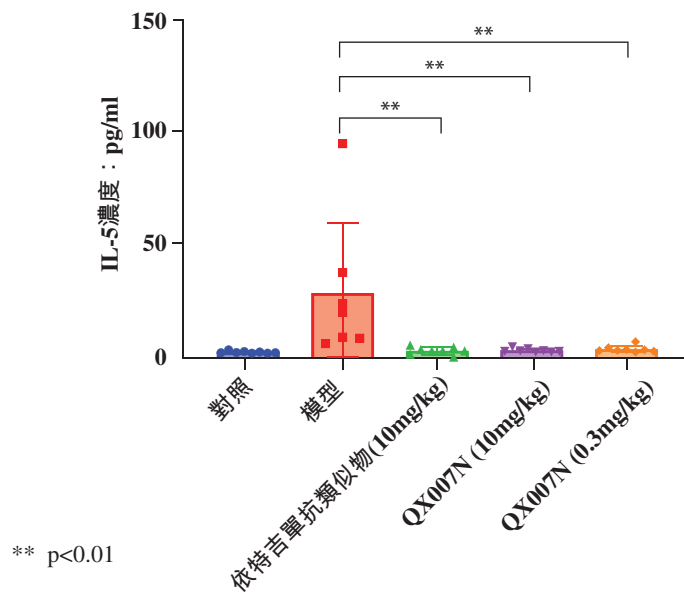 150
**
**
100
**
50
0
IL-5濃度：pg/ml
對照
模型
依特吉單抗類似物(10mg/kg)
QX007N (10mg/kg)
QX007N (0.3mg/kg)
** p<0.01